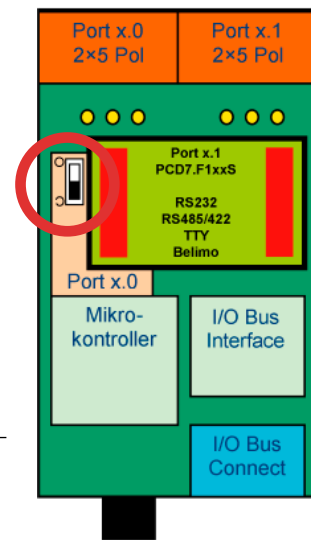 Port x.0
2×5 Pol
Port x.1
2×5 Pol
O
C
Port x.1
PCD7.F1xxS
RS232
RS485/422
TTY
Belimo
Port x.0
Mikro-
kontroller
I/O Bus
Interface
I/O Bus
Connect